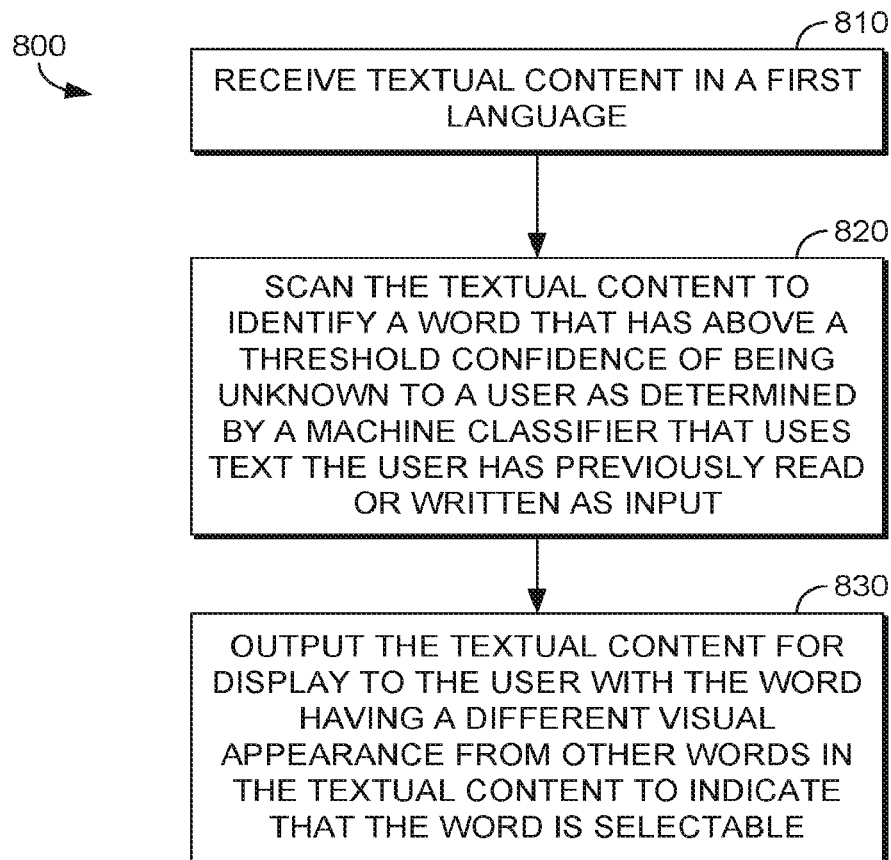 800
810
RECEIVE TEXTUAL CONTENT IN A FIRST
LANGUAGE
820
SCAN THE TEXTUAL CONTENT TO
IDENTIFY A WORD THAT HAS ABOVE A
THRESHOLD CONFIDENCE OF BEING
UNKNOWN TO A USER AS DETERMINED
BY A MACHINE CLASSIFIER THAT USES
TEXT THE USER HAS PREVIOUSLY READ
OR WRITTEN AS INPUT
830
OUTPUT THE TEXTUAL CONTENT FOR
DISPLAY TO THE USER WITH THE WORD
HAVING A DIFFERENT VISUAL
APPEARANCE FROM OTHER WORDS IN
THE TEXTUAL CONTENT TO INDICATE
THAT THE WORD IS SELECTABLE